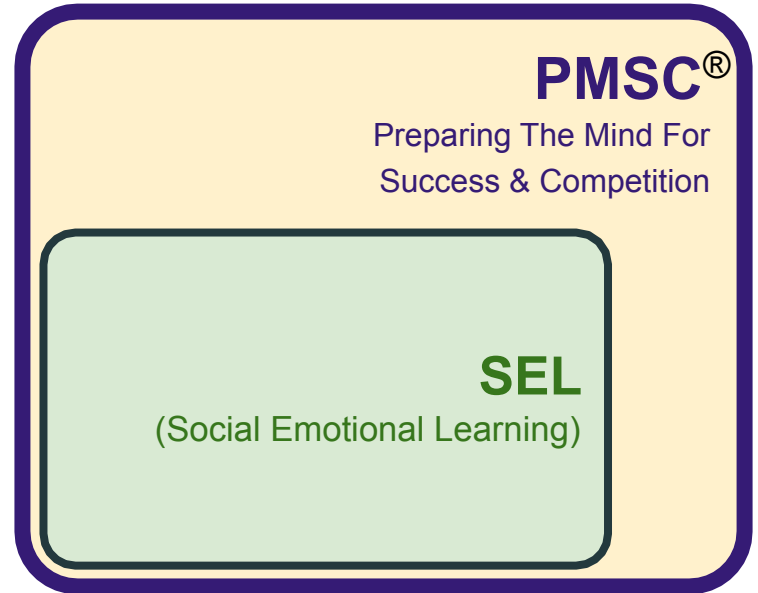 PMSC®
Preparing The Mind For
Success & Competition
SEL
(Social Emotional Learning)